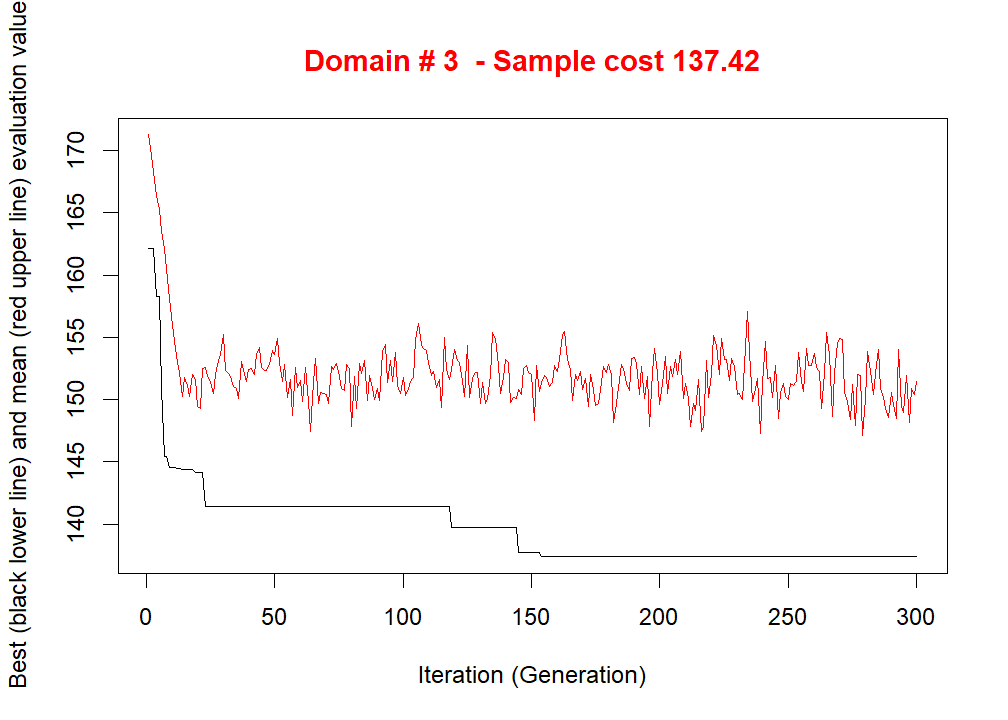 Domain # 3  - Sample cost 137.42
Best (black lower line) and mean (red upper line) evaluation value
170
165
160
155
150
145
140
0 50 100 150 200 250 300
Iteration (Generation)